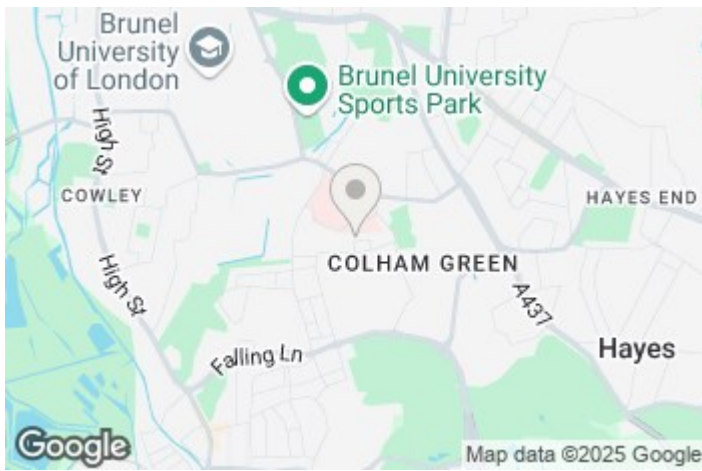 Brunel
University
of London
Brunel University
Sports Park
High St
COWLEY
HAYES END
COLHAM GREEN
High St
A437
Falling Ln
Hayes
Google
Map data ©2025 Google